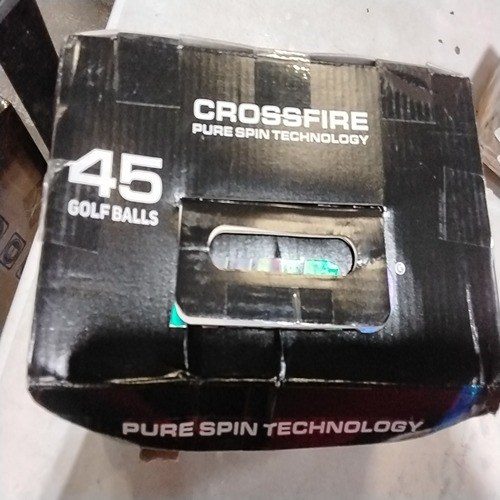 CROSSFIRE
PURE SPIN TECHNOLOGY
45
GOLF BALLS
PURE SPIN TECHNOLOGY